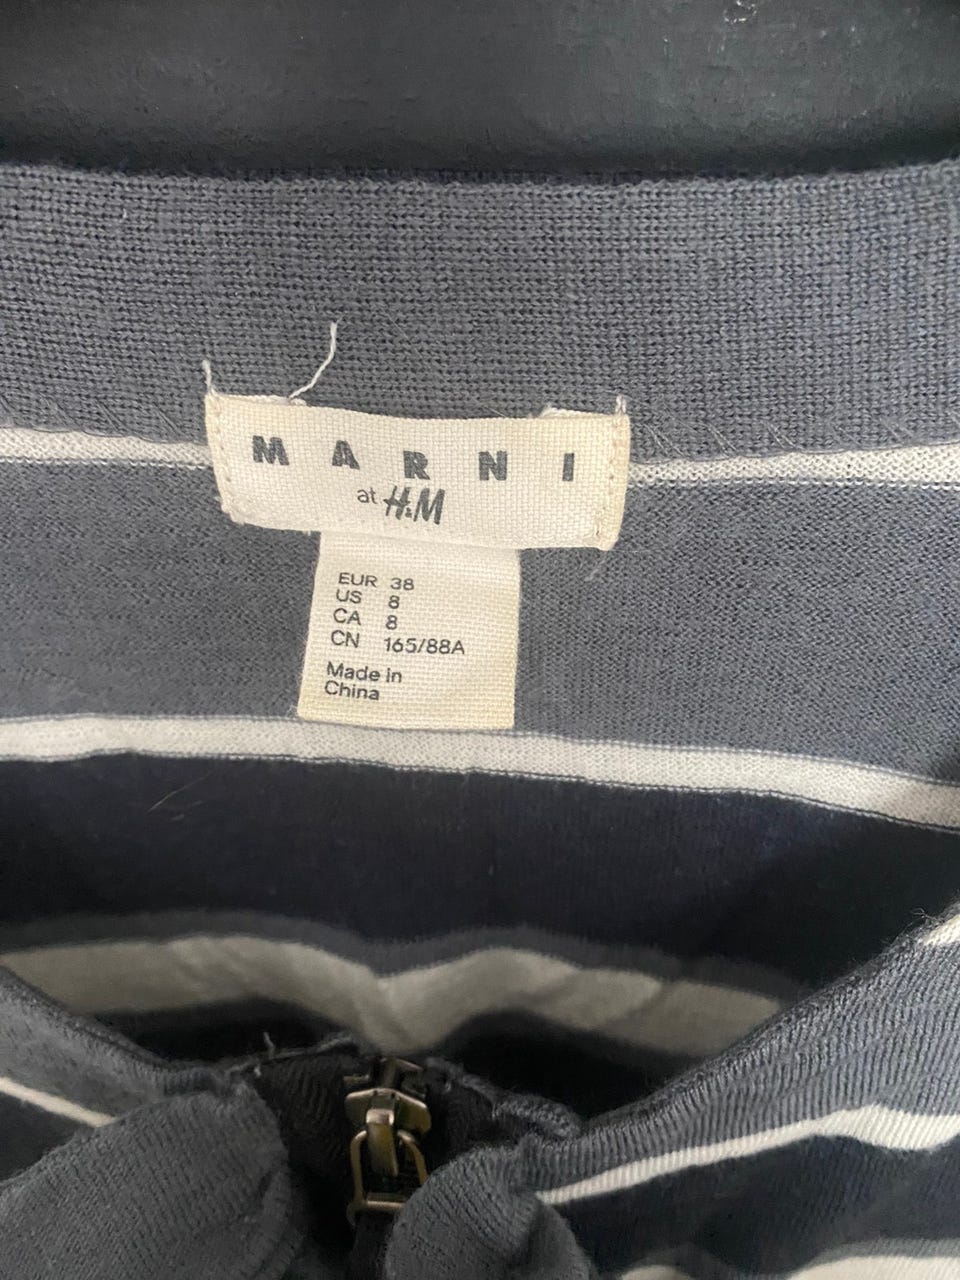 MARNI
at H&M
EUR 38
US 8
CA 8
CN 165/88A
Made in
China